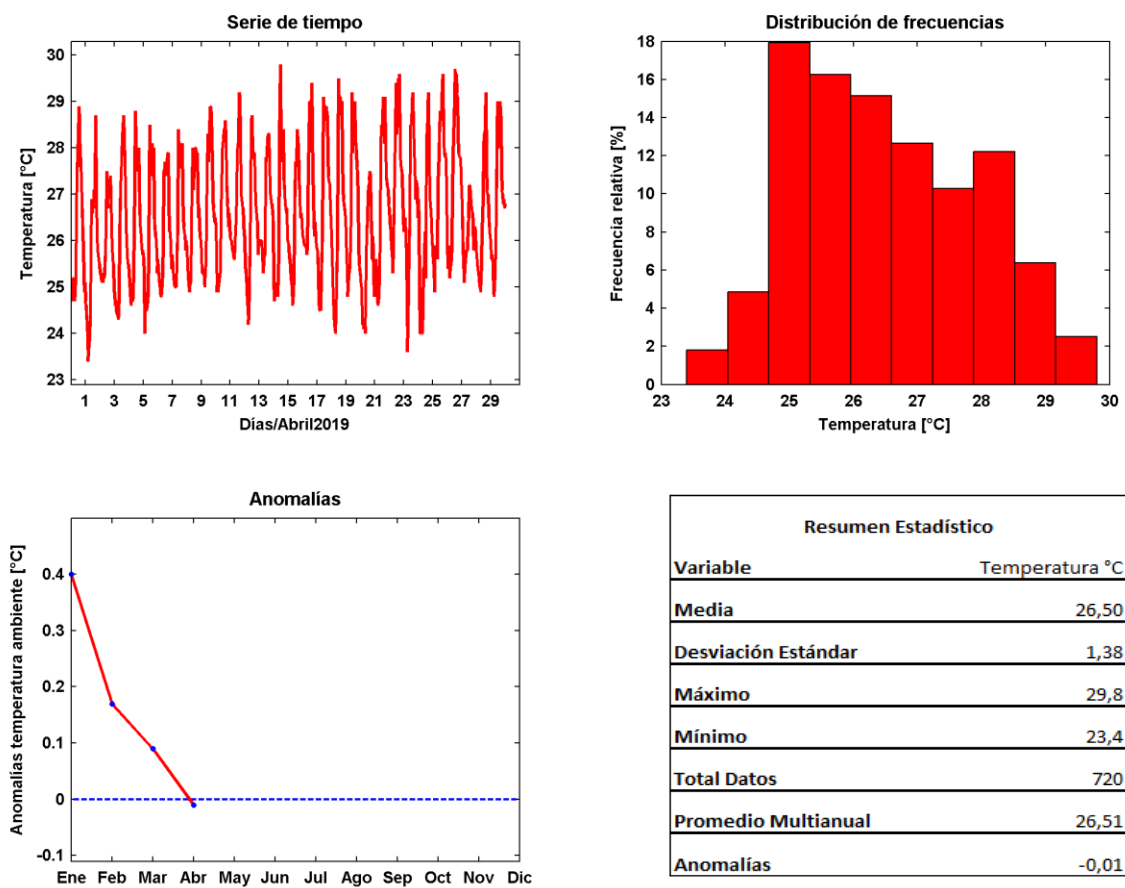 Serie de tiempo
30
29
28
27
26
25
24
23
Temperatura [°C]
1 3 5 7 9 11 13 15 17 19 21 23 25 27 29
Días/Abril2019
Distribución de frecuencias
18
16
14
12
10
8
6
4
2
0
Frecuencia relativa [%]
23 24 25 26 27 28 29 30
Temperatura [°C]
Anomalías
0.4
0.3
0.2
0.1
0
-0.1
Anomalías temperatura ambiente [°C]
Ene Feb Mar Abr May Jun Jul Ago Sep Oct Nov Dic
Resumen Estadístico
Variable Temperatura °C
Media 26,50
Desviación Estándar 1,38
Máximo 29,8
Mínimo 23,4
Total Datos 720
Promedio Multianual 26,51
Anomalías -0,01